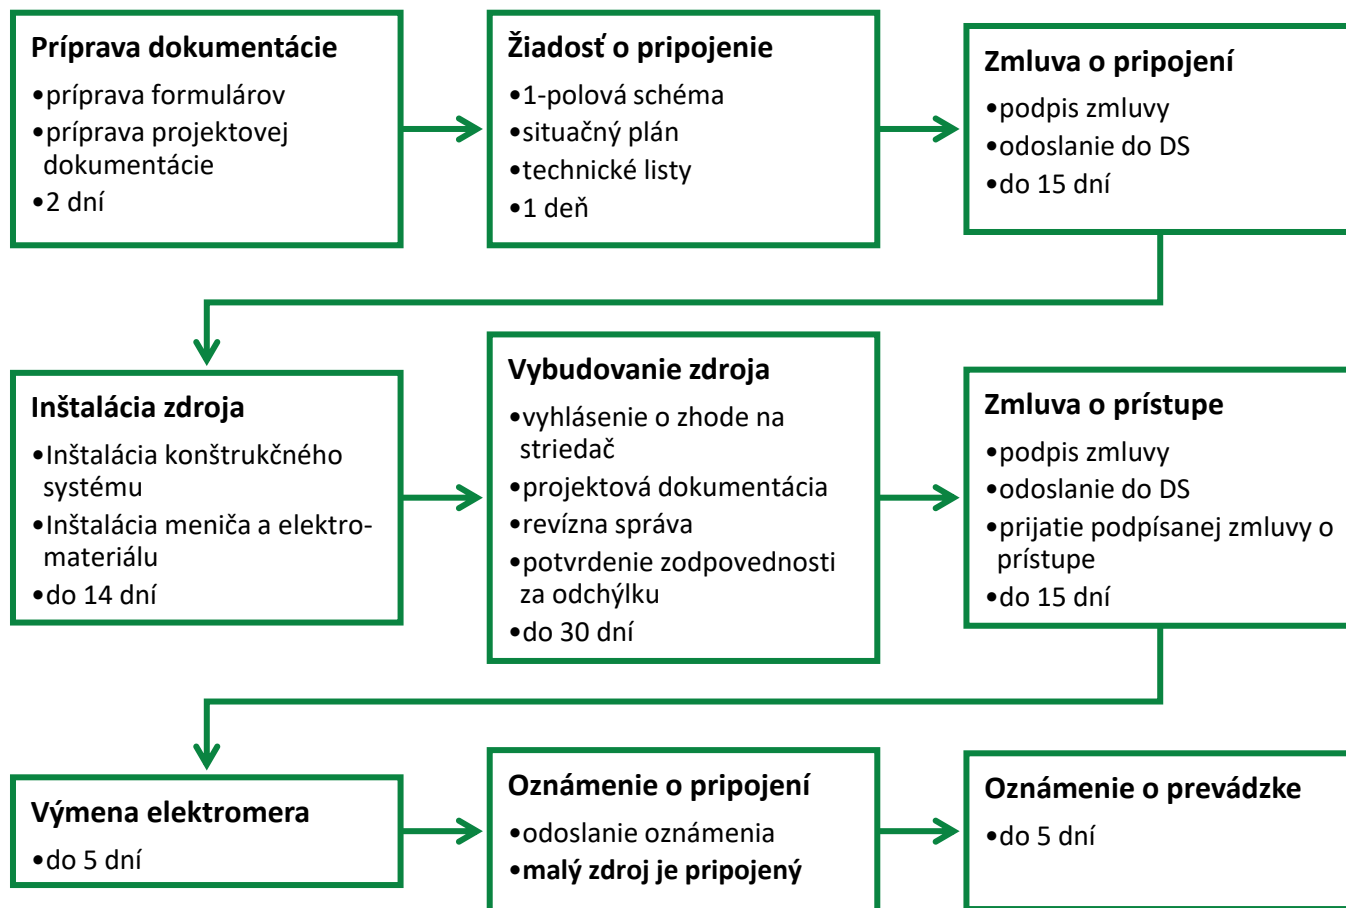 Príprava dokumentácie
•príprava formulárov
•príprava projektovej
dokumentácie
•2 dní
Žiadosť o pripojenie
•1-polová schéma
•situačný plán
•technické listy
•1 deň
Zmluva o pripojení
•podpis zmluvy
•odoslanie do DS
•do 15 dní
Inštalácia zdroja
•Inštalácia konštrukčného
systému
•Inštalácia meniča a elektro-
materiálu
•do 14 dní
Vybudovanie zdroja
•vyhlásenie o zhode na
striedač
•projektová dokumentácia
•revízna správa
•potvrdenie zodpovednosti
za odchýlku
•do 30 dní
Zmluva o prístupe
•podpis zmluvy
•odoslanie do DS
•prijatie podpísanej zmluvy o
prístupe
•do 15 dní
Výmena elektromera
•do 5 dní
Oznámenie o pripojení
•odoslanie oznámenia
•malý zdroj je pripojený
Oznámenie o prevádzke
•do 5 dní